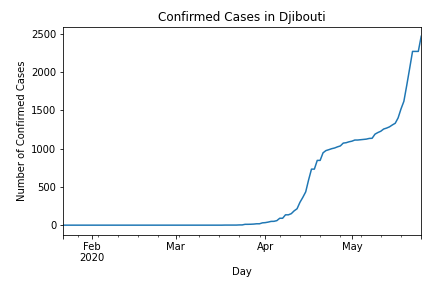 Confirmed Cases in Djibouti
Number of Confirmed Cases
2500
2000
1500
1000
500
0
Feb
2020
Mar
Apr
May
Day